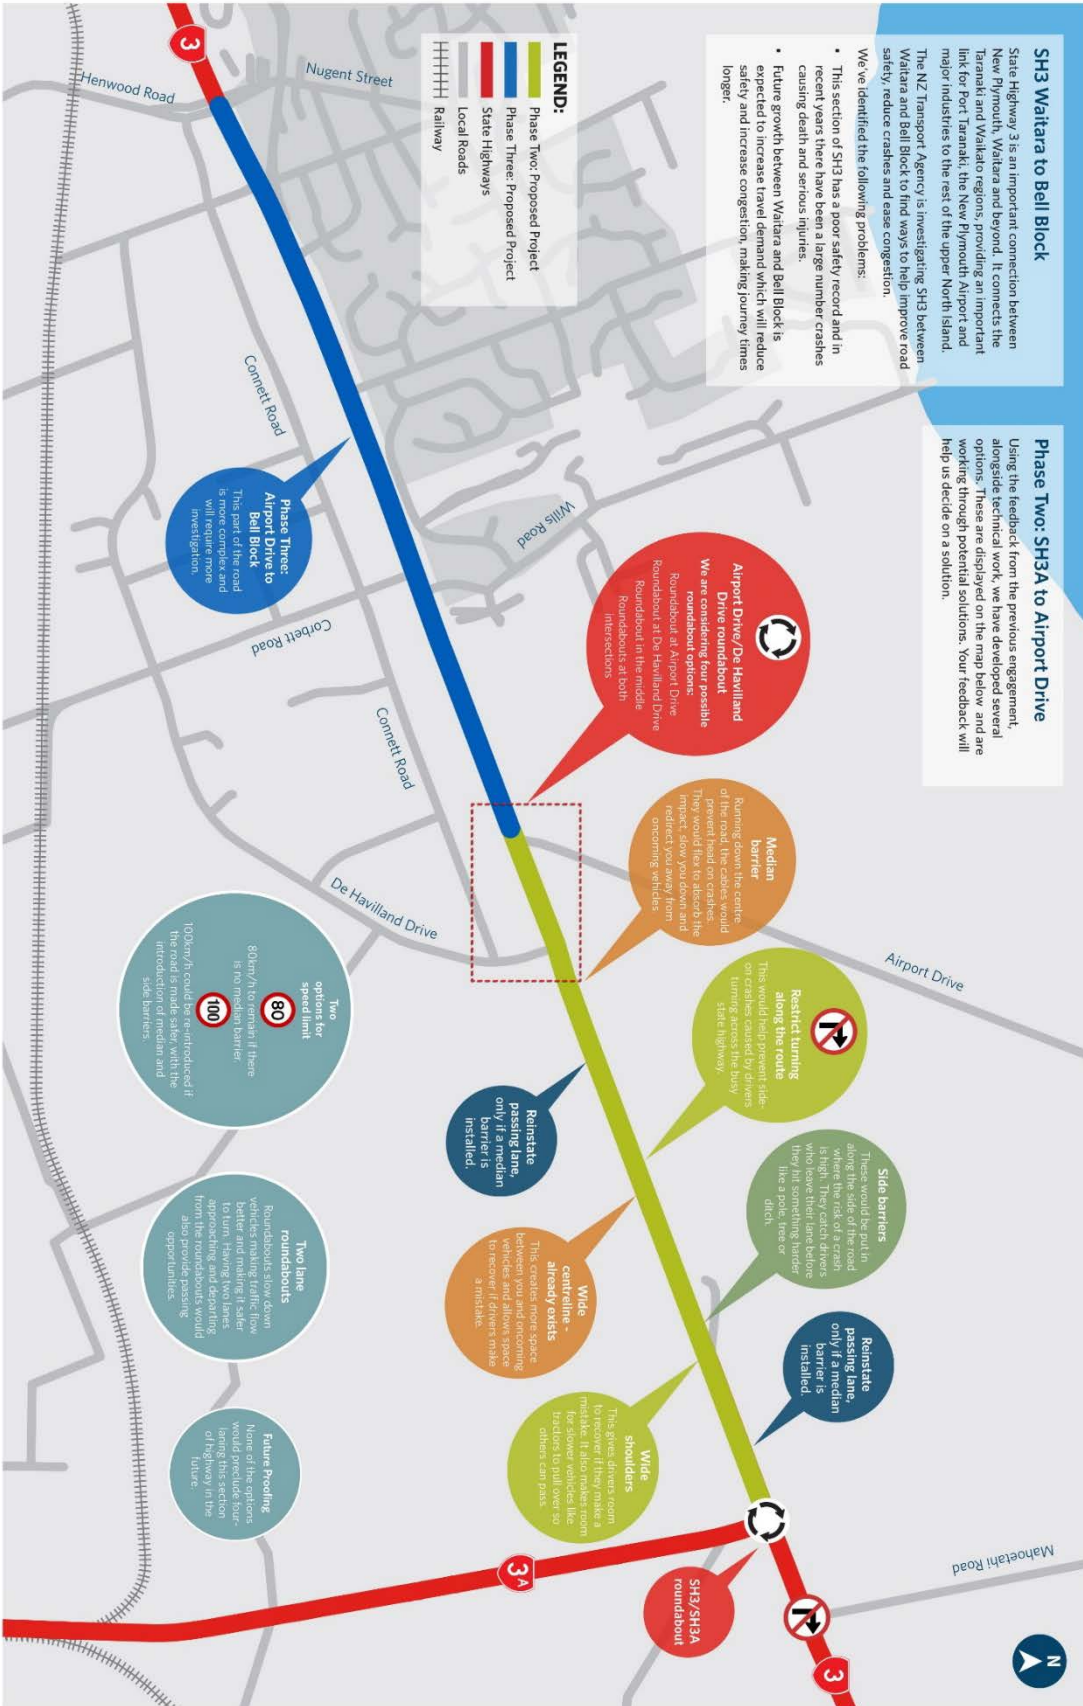 SH3 Waitara to Bell Block
State Highway 3 is an important connection between
New Plymouth, Waitara and beyond. It connects the
Taranaki and Waikato regions, providing an important
link for Port Taranaki, the New Plymouth Airport and
major industries to the rest of the upper North Island.
The NZ Transport Agency is investigating SH3 between
Waitara and Bell Block to find ways to help improve road
safety, reduce crashes and ease congestion.
We've identified the following problems:
• This section of SH3 has a poor safety record and in
recent years there have been a large number crashes
causing death and serious injuries.
• Future growth between Waitara and Bell Block is
expected to increase travel demand which will reduce
safety and increase congestion, making journey times
longer.
Phase Two: SH3A to Airport Drive
Using the feedback from the previous engagement,
alongside technical work, we have developed several
options. These are displayed on the map below and are
working through potential solutions. Your feedback will
help us decide on a solution.
LEGEND:
Phase Two: Proposed Project
Phase Three: Proposed Project
State Highways
Local Roads
Railway
3
Henwood Road
Nugent Street
Connett Road
Phase Three:
Airport Drive to
Bell Block
This part of the road
is more complex and
will require more
investigation.
Corbett Road
Wills Road
Connett Road
Airport Drive/De Havilland
Drive roundabout
We are considering four possible
roundabout options:
Roundabout at Airport Drive
Roundabout at De Havilland Drive
Roundabout in the middle
Roundabouts at both
intersections
Median
barrier
Running down the centre
of the road, the cables would
prevent head on crashes.
They would flex to absorb the
impact, slow you down and
redirect you away from
oncoming vehicles
De Havilland Drive
Airport Drive
Restrict turning
along the route
This would help prevent side-
on crashes caused by drivers
turning across the busy
state highway.
Two
options for
speed limit
80
80km/h to remain if there
is no median barrier.
100
100km/h could be re-introduced if
the road is made safer, with the
introduction of median and
side barriers.
Reinstate
passing lane,
only if a median
barrier is
installed.
Side barriers
These would be put in
along the side of the road
where the risk of a crash
is high. They catch drivers
who leave their lane before
they hit something harder
like a pole, tree or
ditch.
Wide
centreline -
already exists
This creates more space
between you and oncoming
vehicles and allows space
to recover if drivers make
a mistake.
Two lane
roundabouts
Roundabouts slow down
vehicles making traffic flow
better and making it safer
to turn. Having two lanes
approaching and departing
from the roundabouts would
also provide passing
opportunities.
Reinstate
passing lane,
only if a median
barrier is
installed.
Wide
shoulders
This gives drivers room
to recover if they make a
mistake. It also makes room
for slower vehicles like
tractors to pull over so
others can pass.
Future Proofing
None of the options
would preclude four-
laning this section
of highway in the
future.
3A
SH3/SH3A
roundabout
Mahoetahi Road
3
N